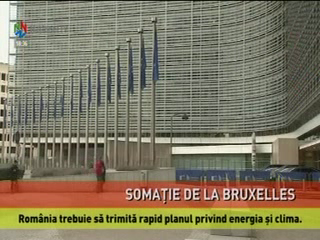 SOMAȚIE DE LA BRUXELLES
România trebuie să trimită rapid planul privind energia și clima.